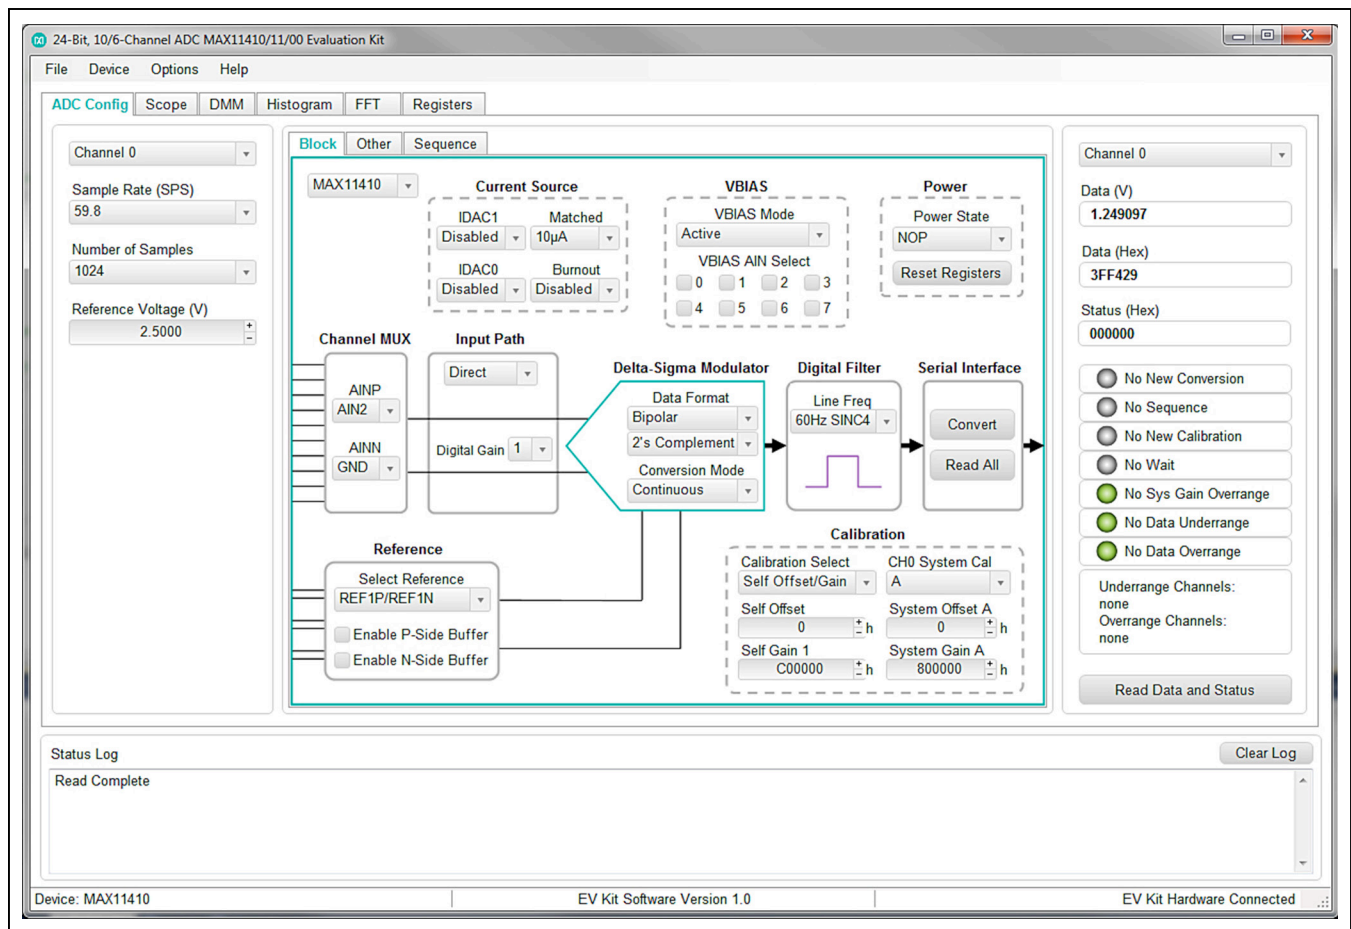 24-Bit, 10/6-Channel ADC MAX11410/11/00 Evaluation Kit
File Device Options Help
ADC Config Scope DMM Histogram FFT Registers
Channel 0
Sample Rate (SPS)
59.8
Number of Samples
1024
Reference Voltage (V)
2.5000
Block Other Sequence
MAX11410
Current Source
IDAC1 Matched
Disabled 10µA
IDAC0 Burnout
Disabled Disabled
VBIAS
VBIAS Mode
Active
VBIAS AIN Select
0 1 2 3
4 5 6 7
Power
Power State
NOP
Reset Registers
Channel MUX
AINP
AIN2
AINN
GND
Input Path
Direct
Digital Gain 1
Delta-Sigma Modulator
Data Format
Bipolar
2's Complement
Conversion Mode
Continuous
Digital Filter
Line Freq
60Hz SINC4
Serial Interface
Convert
Read All
Reference
Select Reference
REF1P/REF1N
Enable P-Side Buffer
Enable N-Side Buffer
Calibration
Calibration Select CH0 System Cal
Self Offset/Gain A
Self Offset System Offset A
0 h 0 h
Self Gain 1 System Gain A
C00000 h 800000 h
Channel 0
Data (V)
1.249097
Data (Hex)
3FF429
Status (Hex)
000000
No New Conversion
No Sequence
No New Calibration
No Wait
No Sys Gain Overrange
No Data Underrange
No Data Overrange
Underrange Channels:
none
Overrange Channels:
none
Read Data and Status
Status Log
Clear Log
Read Complete
Device: MAX11410
EV Kit Software Version 1.0
EV Kit Hardware Connected